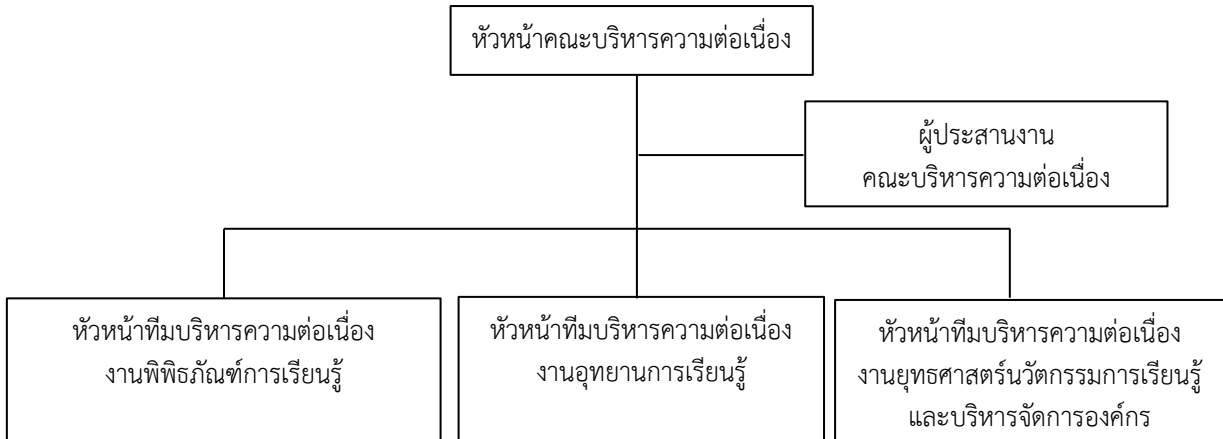 หัวหน้าคณะบริหารความต่อเนื่อง
ผู้ประสานงาน
คณะบริหารความต่อเนื่อง
หัวหน้าทีมบริหารความต่อเนื่อง
งานพิพิธภัณฑ์การเรียนรู้
หัวหน้าทีมบริหารความต่อเนื่อง
งานอุทยานการเรียนรู้
หัวหน้าทีมบริหารความต่อเนื่อง
งานยุทธศาสตร์นวัตกรรมการเรียนรู้
และบริหารจัดการองค์กร